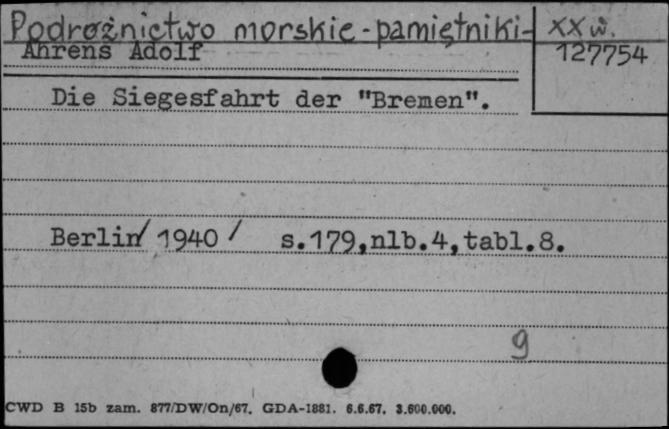 Podróżnictwo morskie - pamiętniki - XX w.
Ahrens Adolf
127754
Die Siegesfahrt der "Bremen".
Berlin/ 1940 / s.179,nlb.4,tabl.8.
9
CWD B 15b zam. 877/DW/On/67. GDA-1881. 6.6.67. 3.600.000.